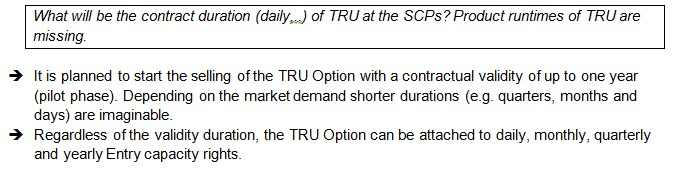 What will be the contract duration (daily,...) of TRU at the SCPs? Product runtimes of TRU are
missing.
➔ It is planned to start the selling of the TRU Option with a contractual validity of up to one year
(pilot phase). Depending on the market demand shorter durations (e.g. quarters, months and
days) are imaginable.
➔ Regardless of the validity duration, the TRU Option can be attached to daily, monthly, quarterly
and yearly Entry capacity rights.